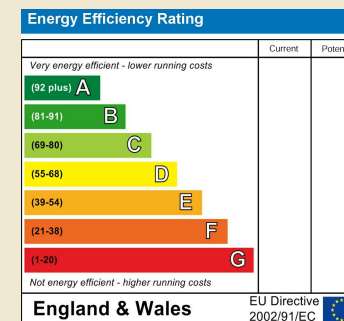 Energy Efficiency Rating
Current
Poten
Very energy efficient - lower running costs
(92 plus) A
(81-91) B
(69-80) C
(55-68) D
(39-54) E
(21-38) F
(1-20) G
Not energy efficient - higher running costs
England & Wales
EU Directive
2002/91/EC